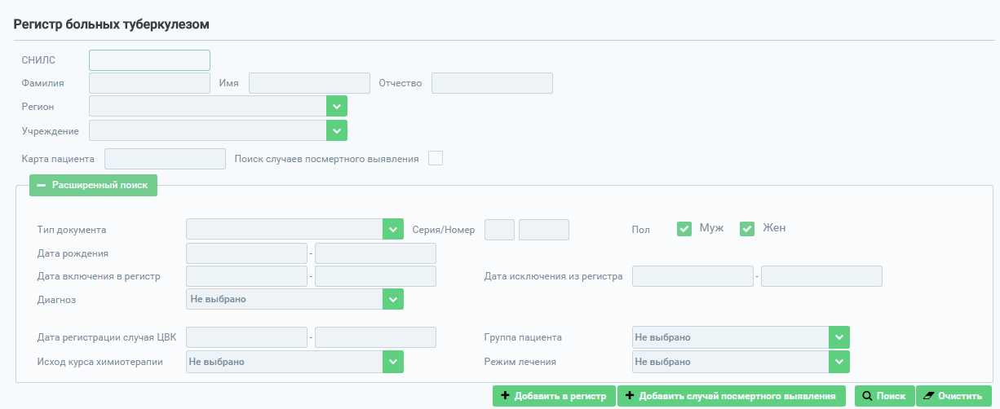 Регистр больных туберкулезом
СНИЛС
Фамилия Имя Отчество
Регион
Учреждение
Карта пациента Поиск случаев посмертного выявления
Расширенный поиск
Тип документа Серия/Номер Пол Муж Жен
Дата рождения -
Дата включения в регистр - Дата исключения из регистра -
Диагноз Не выбрано
Дата регистрации случая ЦВК - Группа пациента Не выбрано
Исход курса химиотерапии Не выбрано Режим лечения Не выбрано
Добавить в регистр Добавить случай посмертного выявления Поиск Очистить